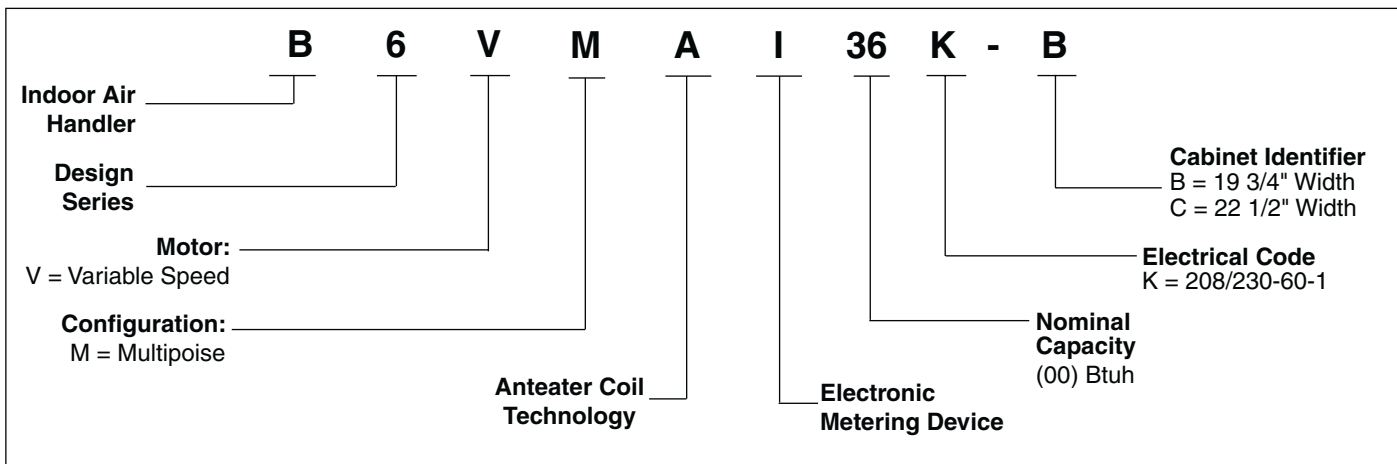 B 6 V M A I 36 K - B
Indoor Air
Handler
Design
Series
Motor:
V = Variable Speed
Configuration:
M = Multipoise
Anteater Coil
Technology
Electronic
Metering Device
Nominal
Capacity
(00) Btuh
Electrical Code
K = 208/230-60-1
Cabinet Identifier
B = 19 3/4" Width
C = 22 1/2" Width